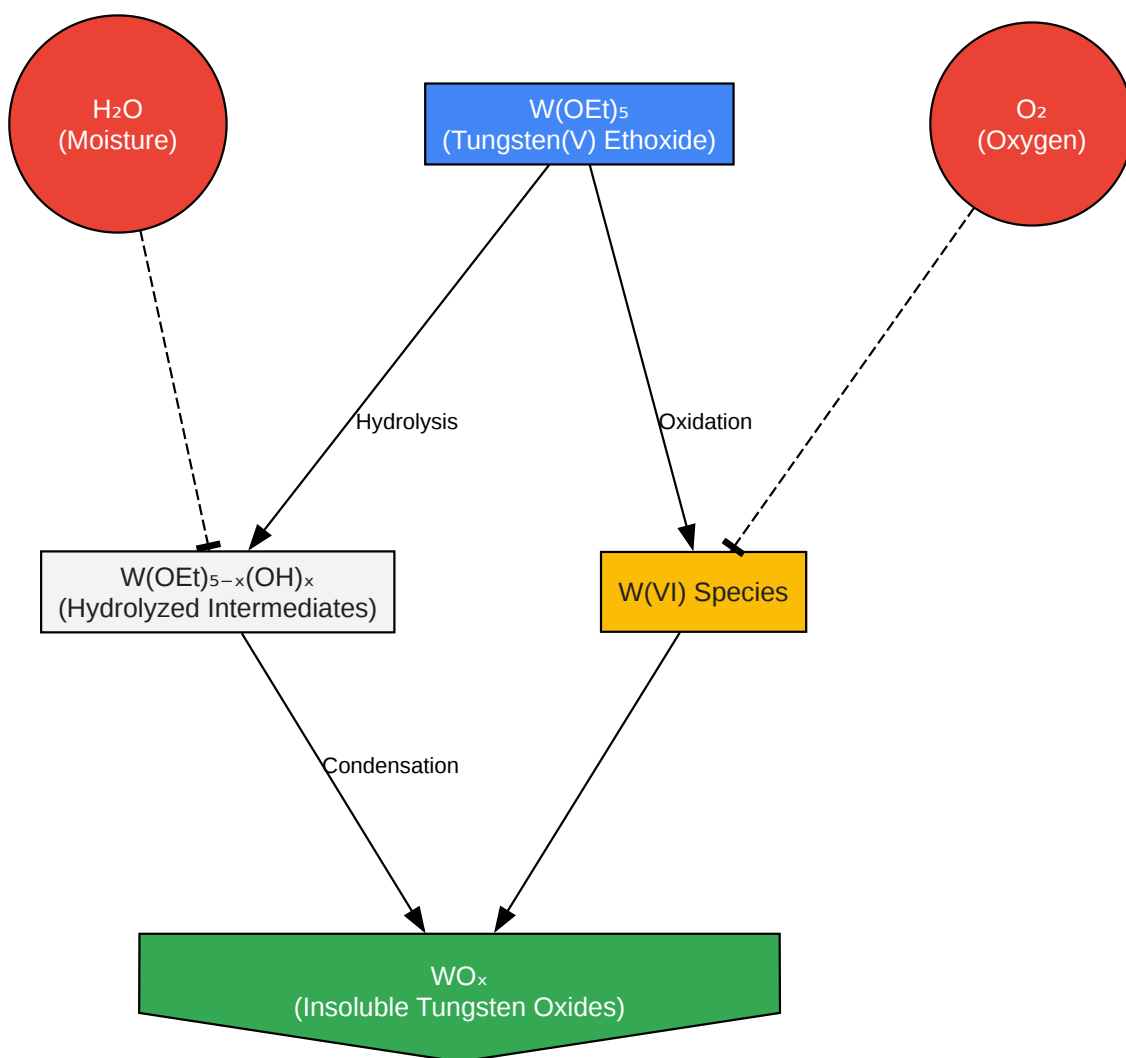 H₂O
(Moisture)
W(OEt)₅
(Tungsten(V) Ethoxide)
O₂
(Oxygen)
Hydrolysis
Oxidation
W(OEt)₅₋ₓ(OH)ₓ
(Hydrolyzed Intermediates)
W(VI) Species
Condensation
WOₓ
(Insoluble Tungsten Oxides)